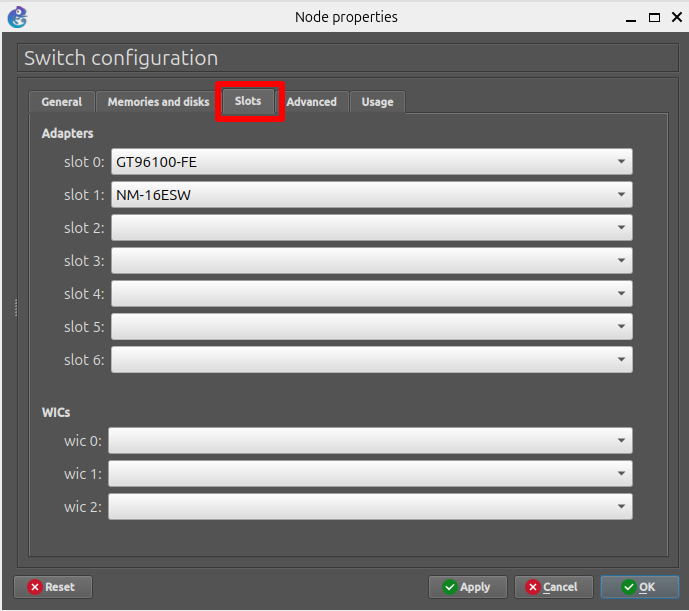 Node properties
Switch configuration
General Memories and disks Slots Advanced Usage
Adapters
slot 0: GT96100-FE
slot 1: NM-16ESW
slot 2:
slot 3:
slot 4:
slot 5:
slot 6:
WICs
wic 0:
wic 1:
wic 2:
Reset Apply Cancel OK